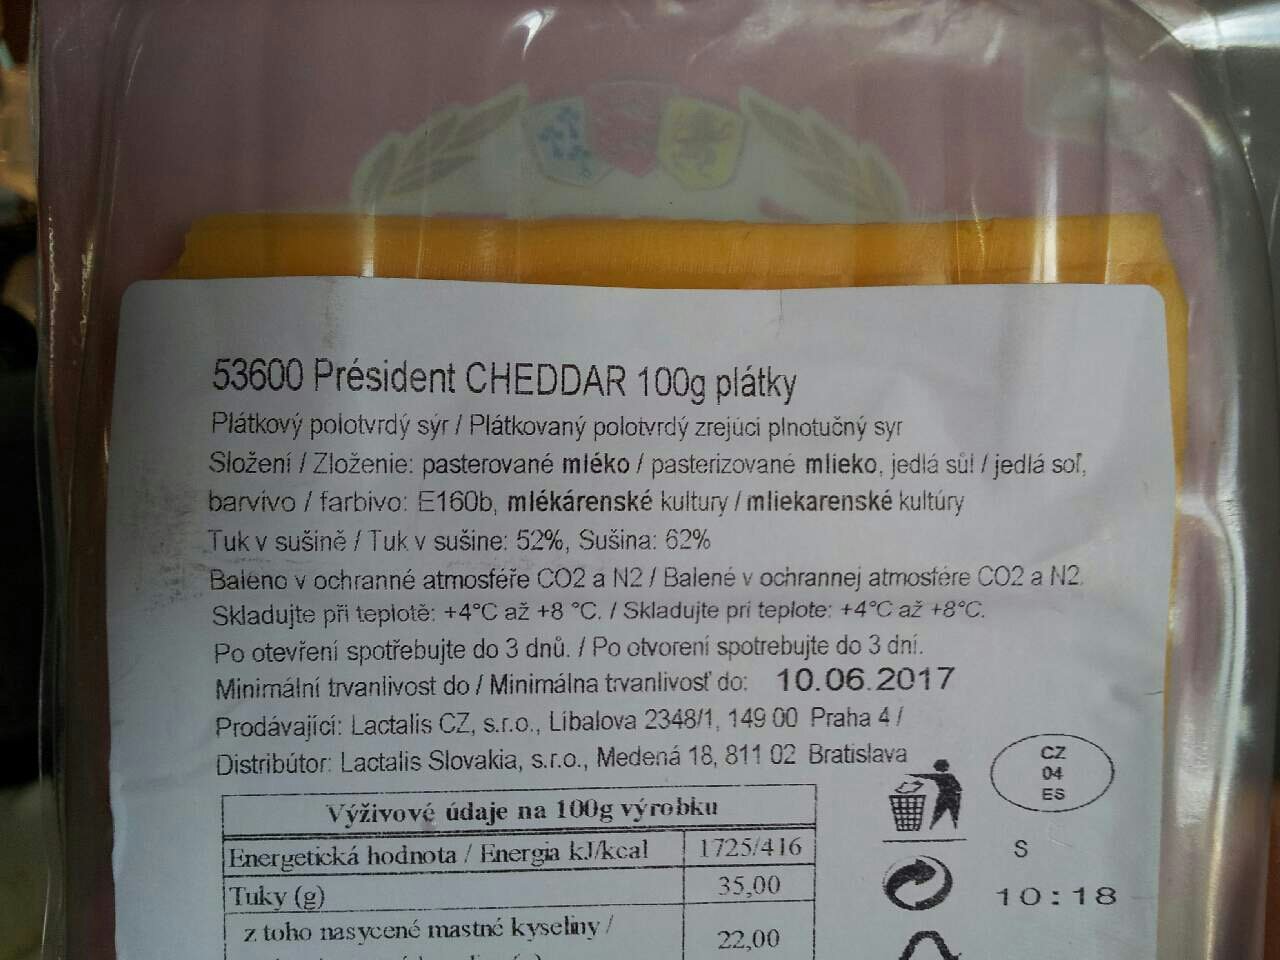 53600 Président CHEDDAR 100g plátky
Plátkový polotvrdý sýr / Plátkovaný polotvrdý zrejúci plnotučný syr
Složení / Zloženie: pasterované mléko / pasterizované mlieko, jedlá sůl / jedlá soľ,
barvivo / farbivo: E160b, mlékárenské kultury / mliekarenské kultúry
Tuk v sušině / Tuk v sušine: 52%, Sušina: 62%
Baleno v ochranné atmosféře CO2 a N2 / Balené v ochrannej atmosfére CO2 a N2.
Skladujte při teplotě: +4°C až +8 °C. / Skladujte pri teplote: +4°C až +8°C.
Po otevření spotřebujte do 3 dnů. / Po otvorení spotrebujte do 3 dní.
Minimální trvanlivost do / Minimálna trvanlivosť do: 10.06.2017
Prodávající: Lactalis CZ, s.r.o., Líbalova 2348/1, 149 00 Praha 4 /
Distribútor: Lactalis Slovakia, s.r.o., Medená 18, 811 02 Bratislava
CZ
04
ES
Výživové údaje na 100g výrobku
Energetická hodnota / Energia kJ/kcal 1725/416
S
Tuky (g) 35,00
10:18
z toho nasycené mastné kyseliny / 22,00